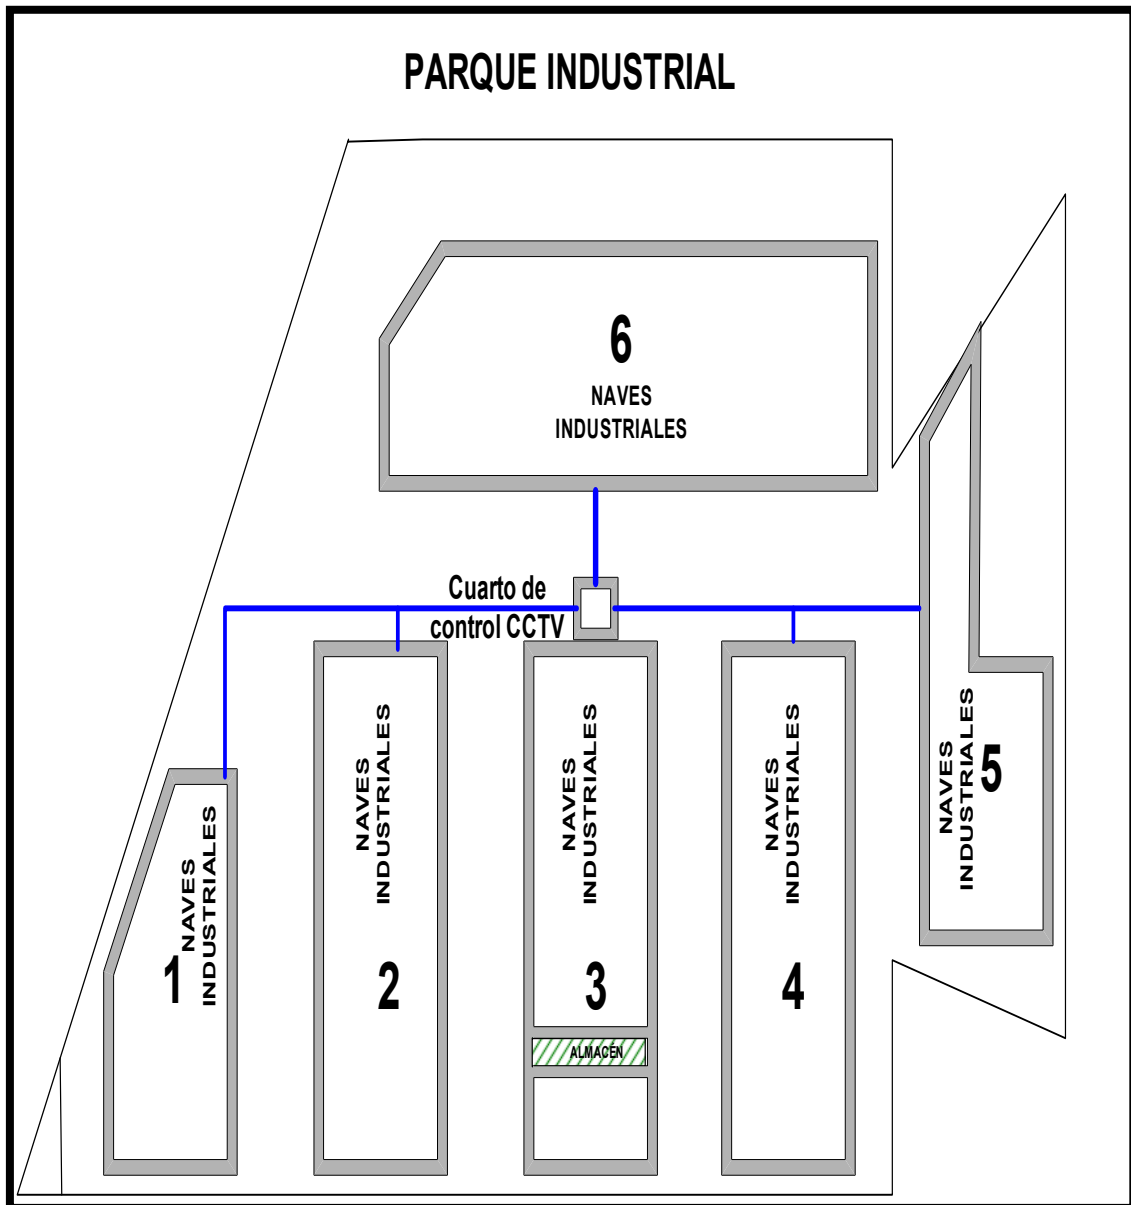 PARQUE INDUSTRIAL
6
NAVES
INDUSTRIALES
Cuarto de
control CCTV
NAVES
INDUSTRIALES
1
NAVES
INDUSTRIALES
2
NAVES
INDUSTRIALES
3
ALMACÉN
NAVES
INDUSTRIALES
4
NAVES
INDUSTRIALES
5